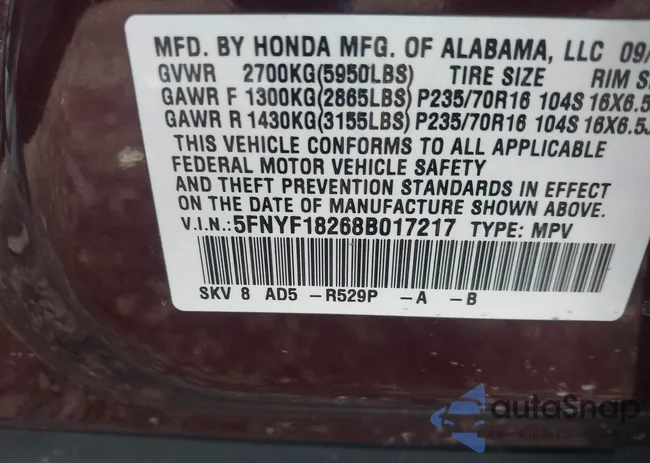 MFD. BY HONDA MFG. OF ALABAMA, LLC 09/
GVWR 2700KG(5950LBS) TIRE SIZE RIM S
GAWR F 1300KG(2865LBS) P235/70R16 104S 16X6.5
GAWR R 1430KG(3155LBS) P235/70R16 104S 16X6.5J
THIS VEHICLE CONFORMS TO ALL APPLICABLE
FEDERAL MOTOR VEHICLE SAFETY
AND THEFT PREVENTION STANDARDS IN EFFECT
ON THE DATE OF MANUFACTURE SHOWN ABOVE.
V.I.N.: 5FNYF18268B017217 TYPE: MPV
SKV 8 AD5 -R529P -A -B
autoSnap